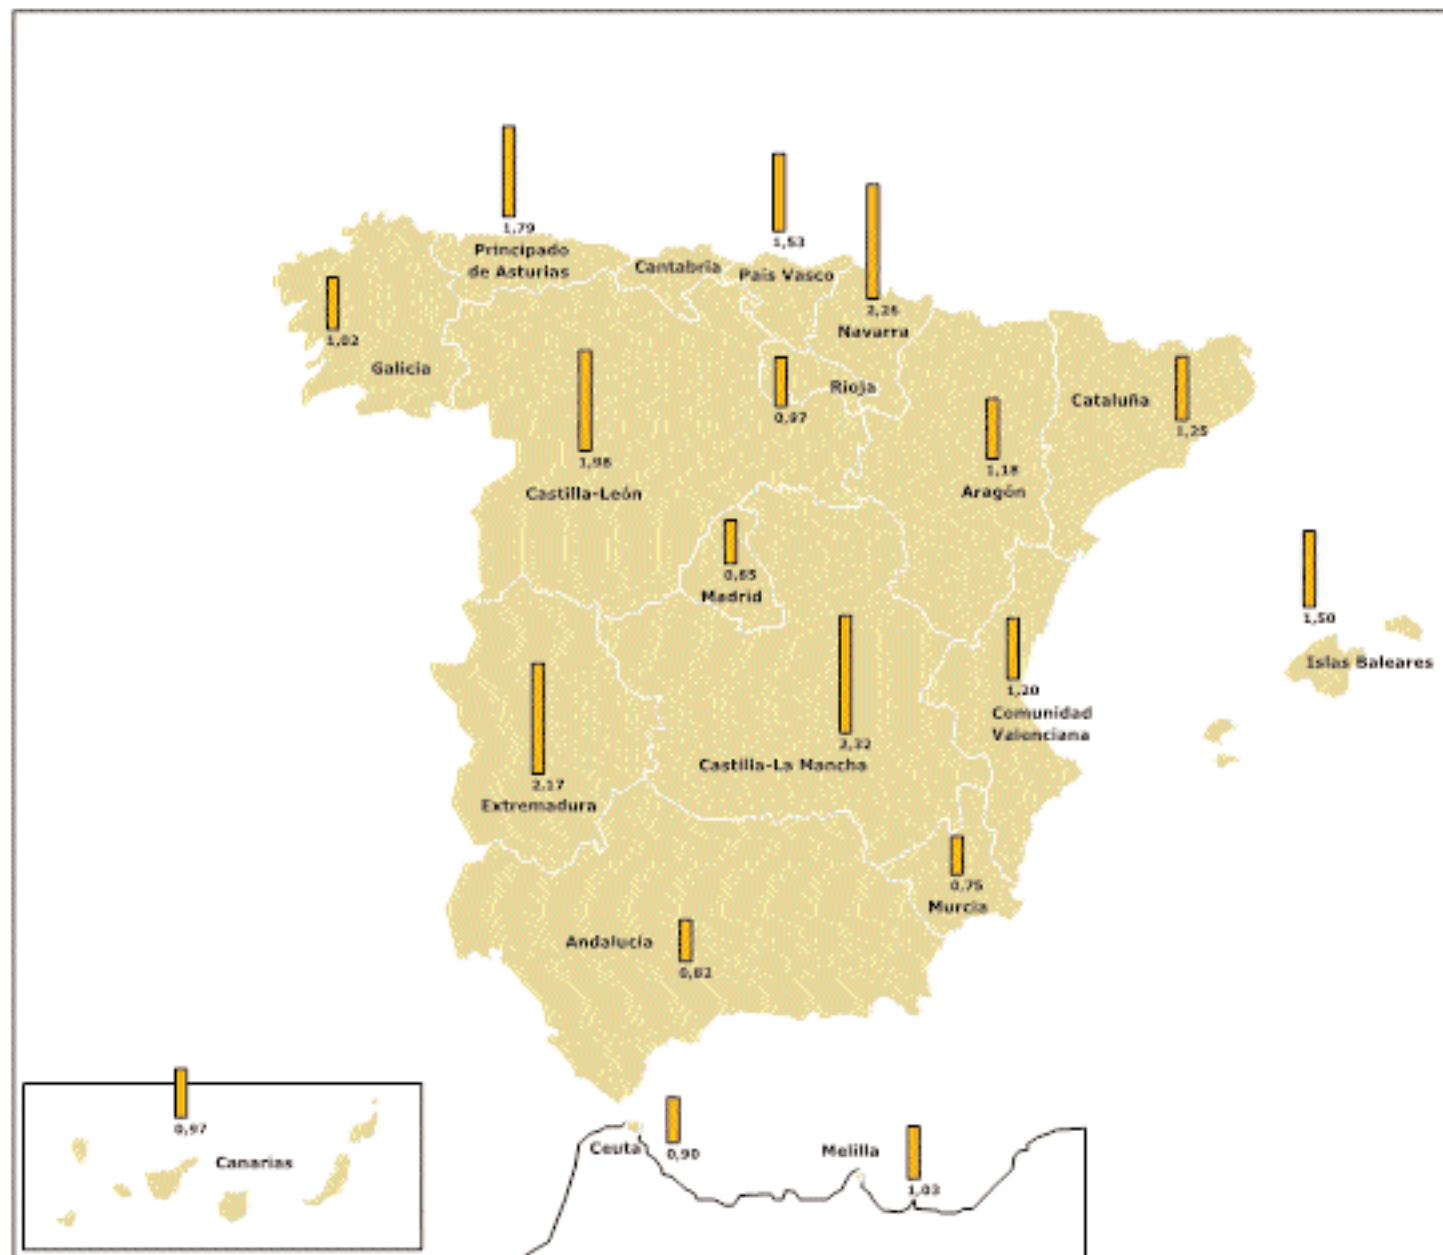 1,79
Principado
de Asturias
1,53
Cantabria
País Vasco
2,26
Navarra
1,02
Galicia
Rioja
0,97
Cataluña
1,25
1,98
Castilla-León
1,18
Aragón
0,85
Madrid
1,50
Islas Baleares
1,20
Comunidad
Valenciana
2,32
Castilla-La Mancha
2,17
Extremadura
0,75
Murcia
Andalucía
0,82
0,97
Canarias
Ceuta
0,90
Melilla
1,03